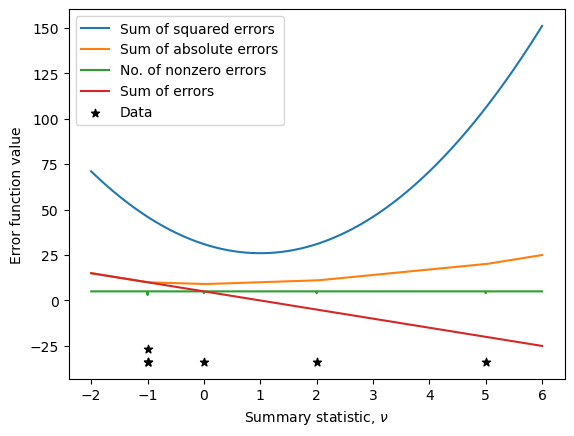 Sum of squared errors
Sum of absolute errors
No. of nonzero errors
Sum of errors
Data
Error function value
150
125
100
75
50
25
0
−25
−2 −1 0 1 2 3 4 5 6
Summary statistic, ν